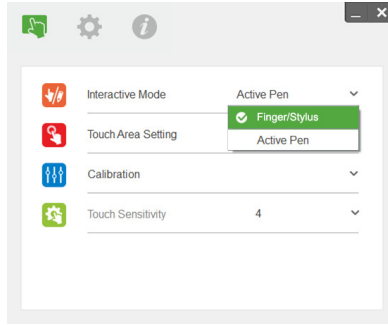 Interactive Mode Active Pen
Finger/Stylus
Touch Area Setting
Active Pen
Calibration
Touch Sensitivity 4